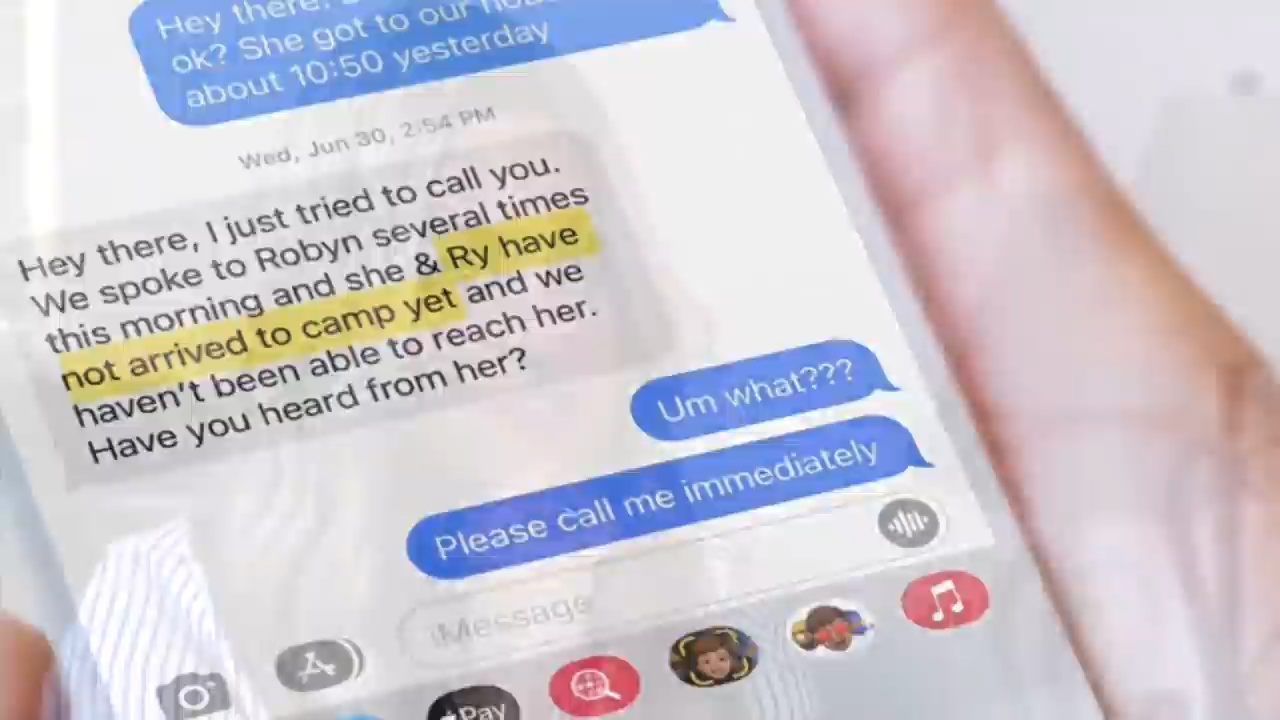 Hey there!
ok? She got to our
about 10:50 yesterday
Wed, Jun 30, 2:54 PM
Hey there, I just tried to call you.
We spoke to Robyn several times
this morning and she & Ry have
not arrived to camp yet and we
haven't been able to reach her.
Have you heard from her?
Um what???
Please call me immediately
iMessage
Pay